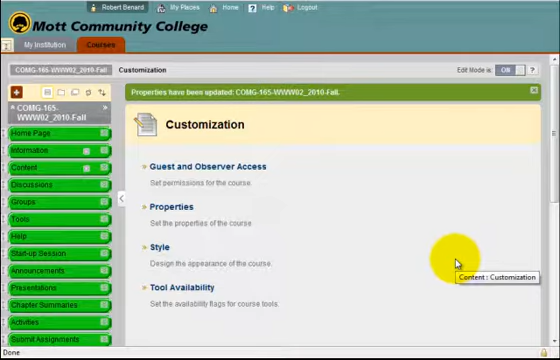 Robert Benard My Places Home Help Logout
Mott Community College
My Institution Courses
COMG-165-WWW02_2010-Fall Customization Edit Mode is: ON ?
Properties have been updated: COMG-165-WWW02_2010-Fall.
COMG-165-
WWW02_2010-Fall
Home Page
Information
Content
Discussions
Groups
Tools
Help
Start-up Session
Announcements
Presentations
Chapter Summaries
Activities
Submit Assignments
Customization
Guest and Observer Access
Set permissions for the course.
Properties
Set the properties of the course.
Style
Design the appearance of the course.
Tool Availability
Set the availability flags for course tools.
Content : Customization
Done